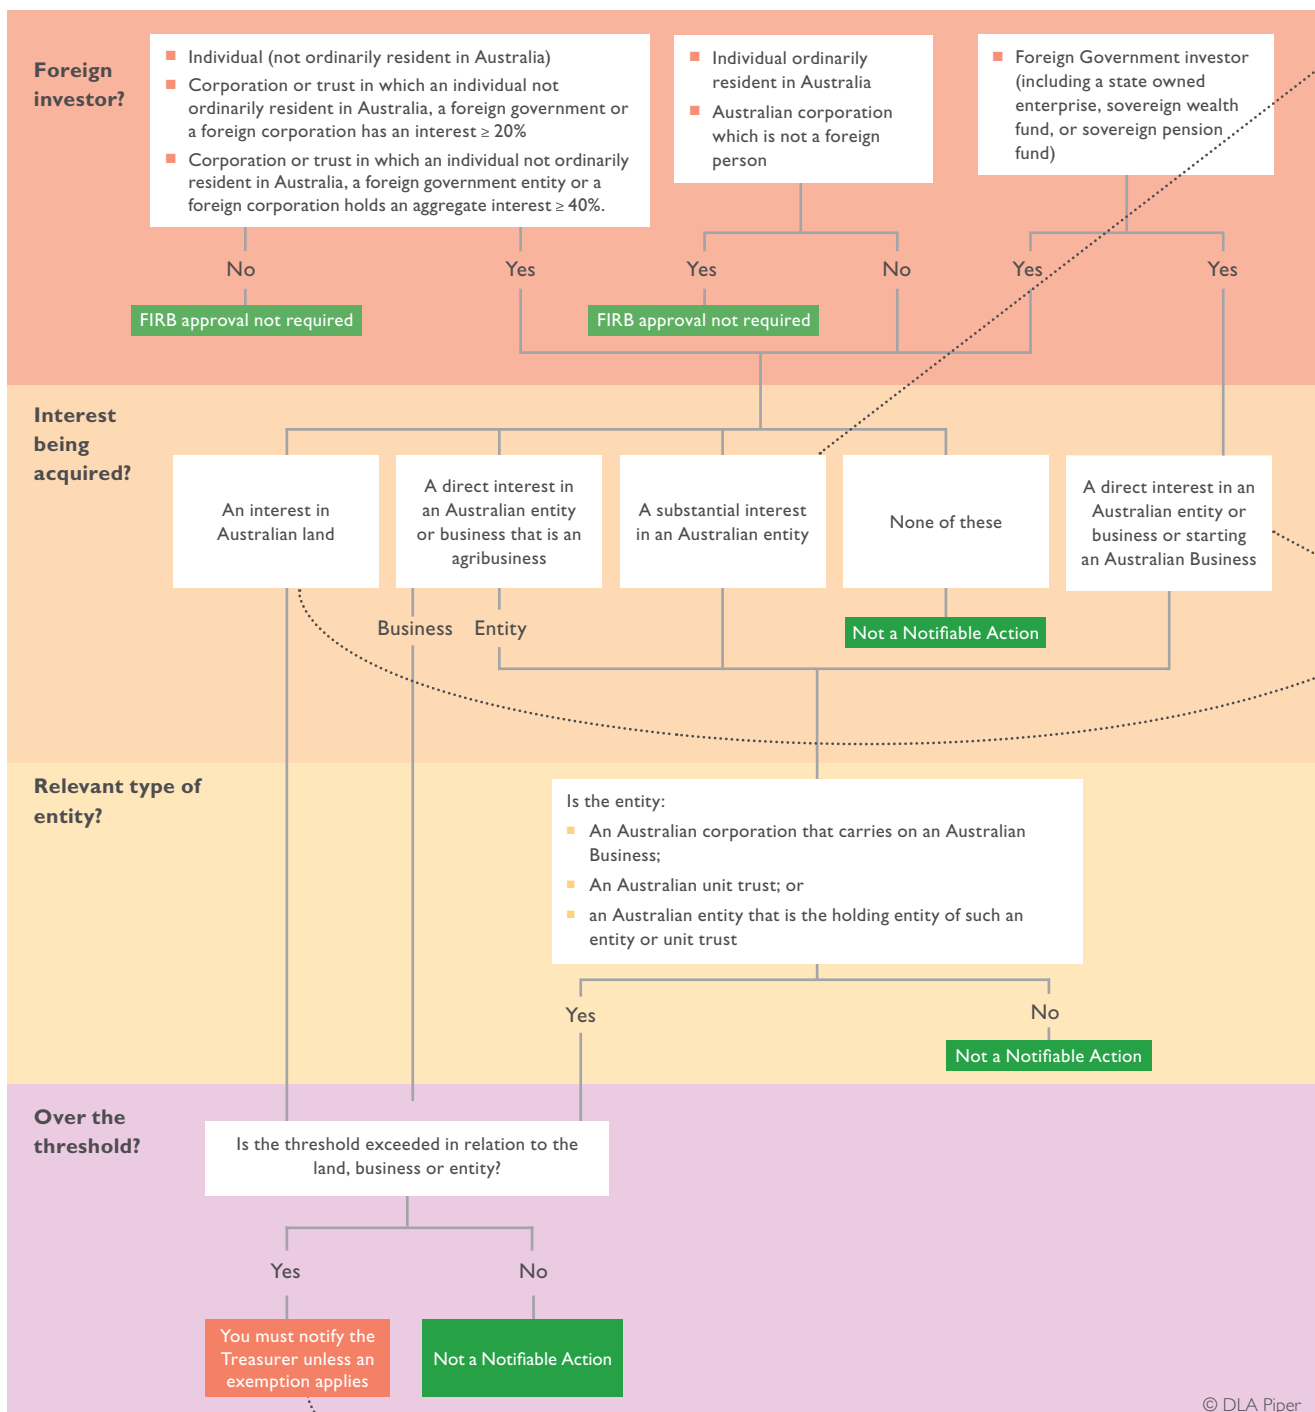 Foreign
investor?
Individual (not ordinarily resident in Australia)
Corporation or trust in which an individual not
ordinarily resident in Australia, a foreign government or
a foreign corporation has an interest ≥ 20%
Corporation or trust in which an individual not ordinarily
resident in Australia, a foreign government entity or a
foreign corporation holds an aggregate interest ≥ 40%.
Individual ordinarily
resident in Australia
Australian corporation
which is not a foreign
person
Foreign Government investor
(including a state owned
enterprise, sovereign wealth
fund, or sovereign pension
fund)
No
Yes
Yes
No
Yes
Yes
FIRB approval not required
FIRB approval not required
Interest
being
acquired?
An interest in
Australian land
A direct interest in
an Australian entity
or business that is an
agribusiness
A substantial interest
in an Australian entity
None of these
A direct interest in an
Australian entity or
business or starting
an Australian Business
Business
Entity
Not a Notifiable Action
Relevant type of
entity?
Is the entity:
An Australian corporation that carries on an Australian
Business;
An Australian unit trust; or
an Australian entity that is the holding entity of such an
entity or unit trust
Yes
No
Not a Notifiable Action
Over the
threshold?
Is the threshold exceeded in relation to the
land, business or entity?
Yes
No
You must notify the
Treasurer unless an
exemption applies
Not a Notifiable Action
© DLA Piper